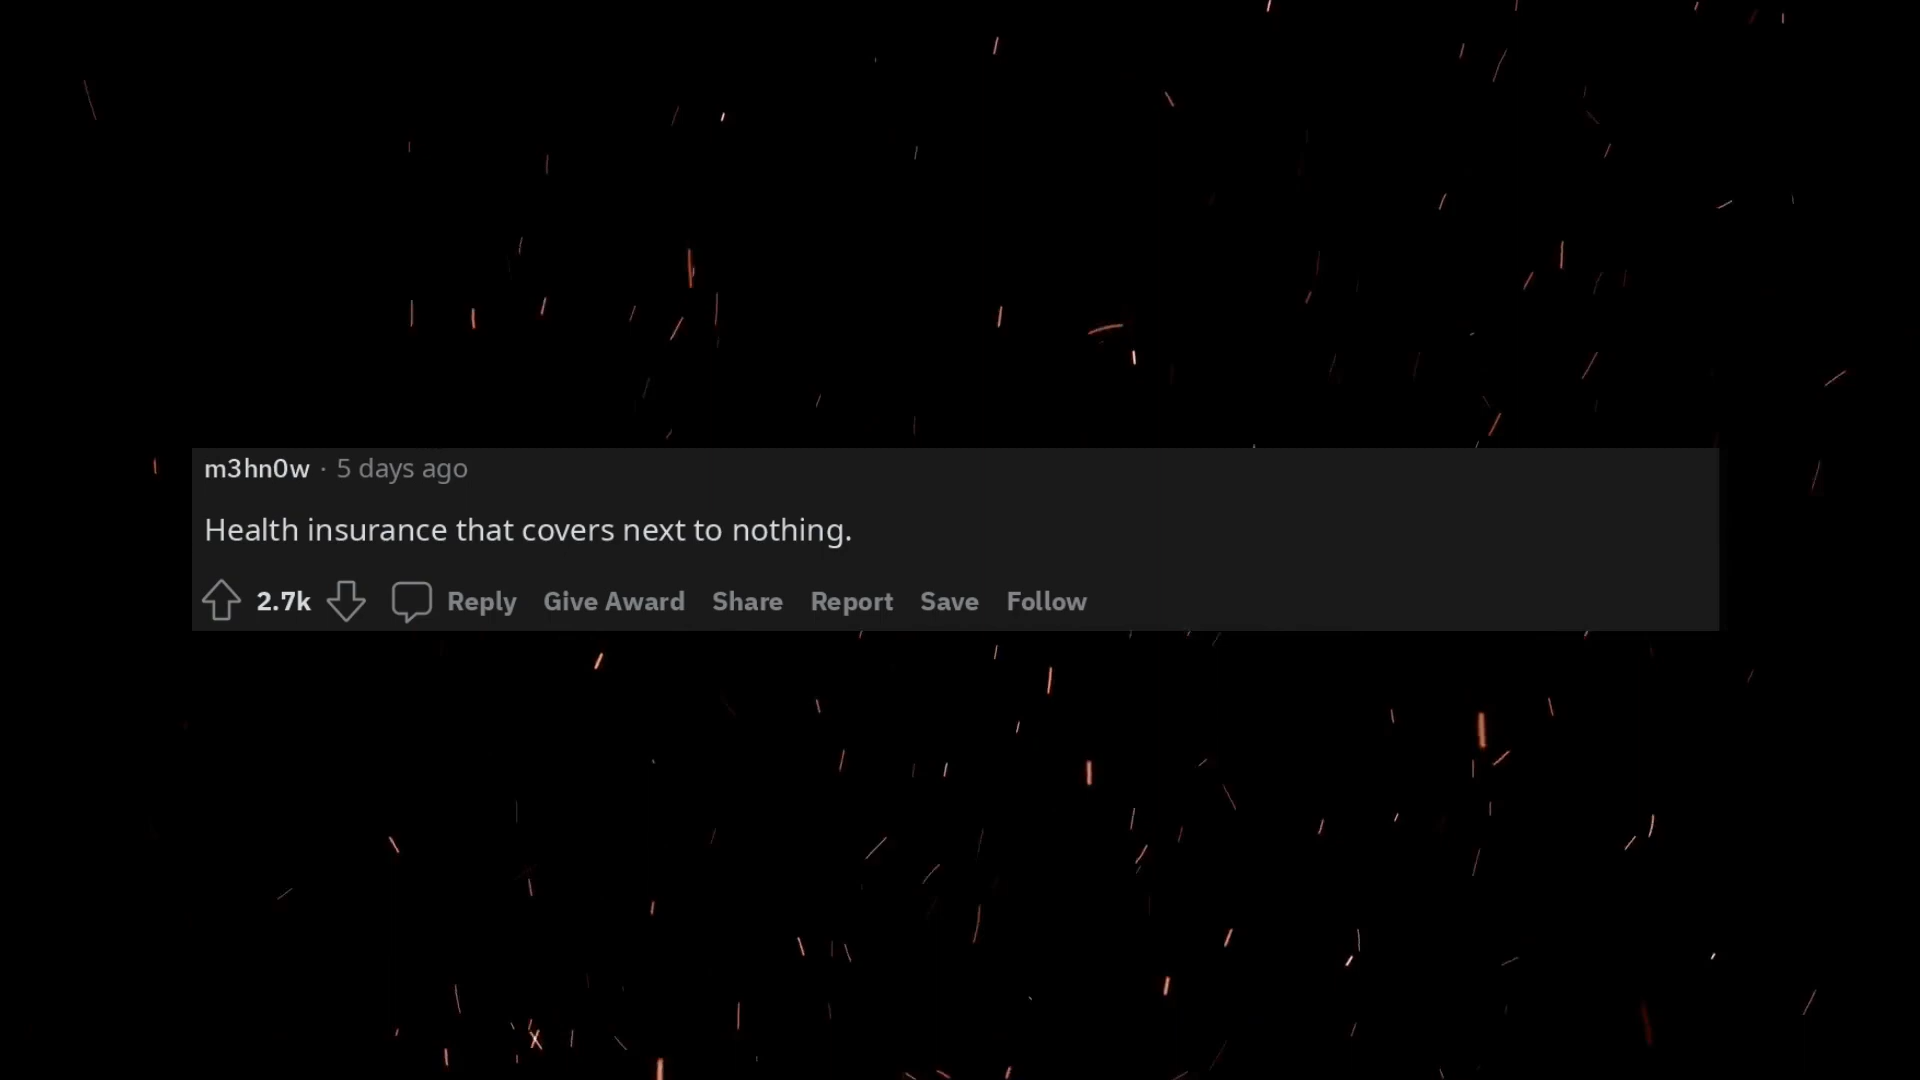 m3hn0w · 5 days ago
Health insurance that covers next to nothing.
2.7k Reply Give Award Share Report Save Follow